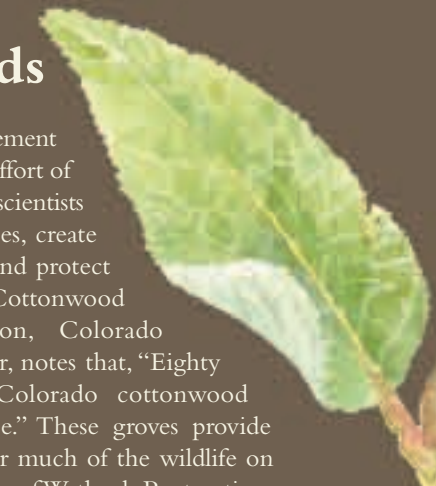 ds
ement
ffort of
scientists
es, create
nd protect
Cottonwood
on, Colorado
r, notes that, “Eighty
Colorado cottonwood
e.” These groves provide
r much of the wildlife on